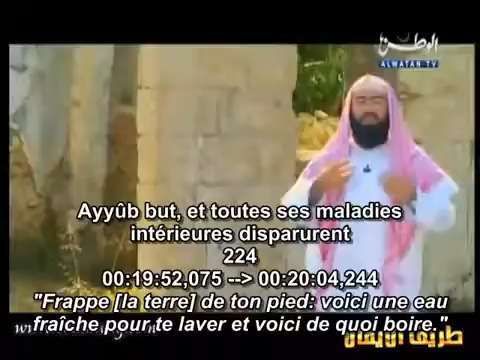 الوطن
ALWATAN TV
Ayyûb but, et toutes ses maladies
intérieures disparurent
224
00:19:52,075 --> 00:20:04,244
"Frappe [la terre] de ton pied: voici une eau
fraîche pour te laver et voici de quoi boire."